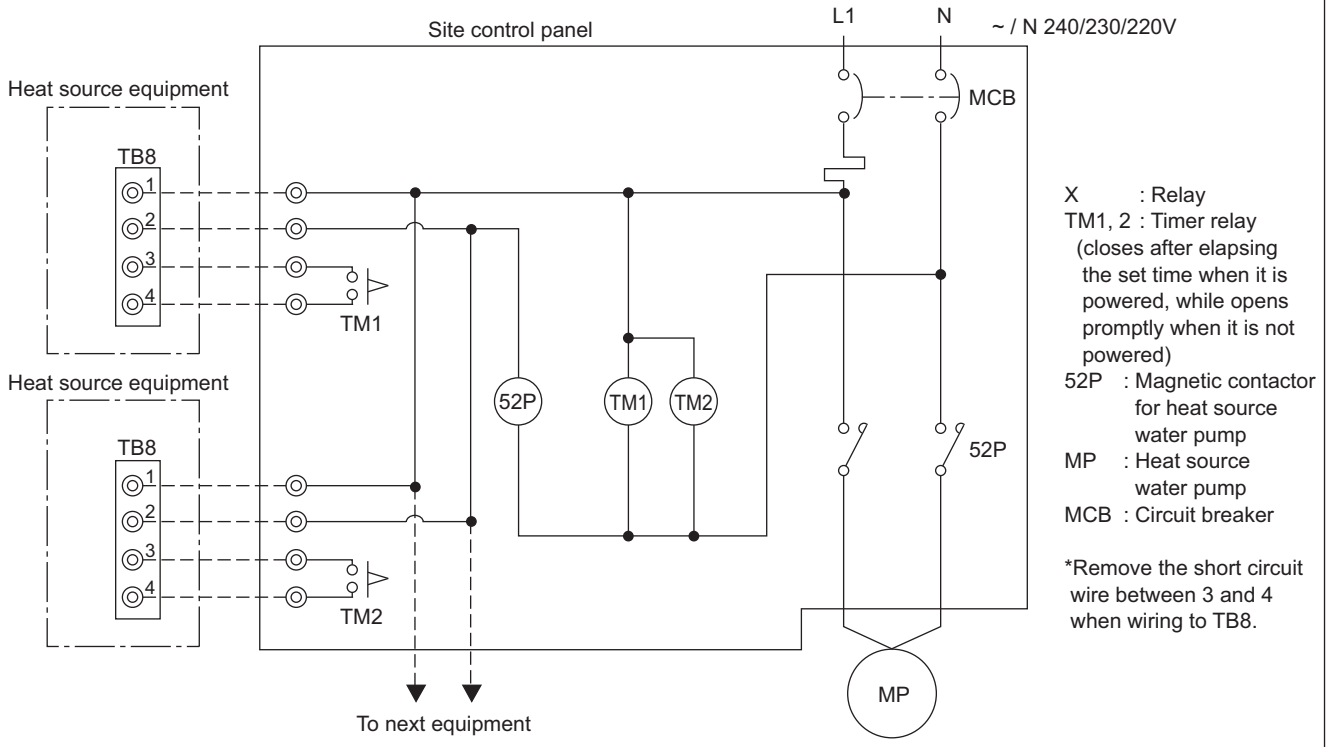 L1
N
~ / N 240/230/220V
Site control panel
Heat source equipment
MCB
TB8
1
2
3
4
TM1
X : Relay
TM1, 2 : Timer relay
(closes after elapsing
the set time when it is
powered, while opens
promptly when it is not
powered)
52P : Magnetic contactor
for heat source
water pump
MP : Heat source
water pump
MCB : Circuit breaker
*Remove the short circuit
wire between 3 and 4
when wiring to TB8.
Heat source equipment
52P
TM1
TM2
52P
TB8
1
2
3
4
TM2
To next equipment
MP